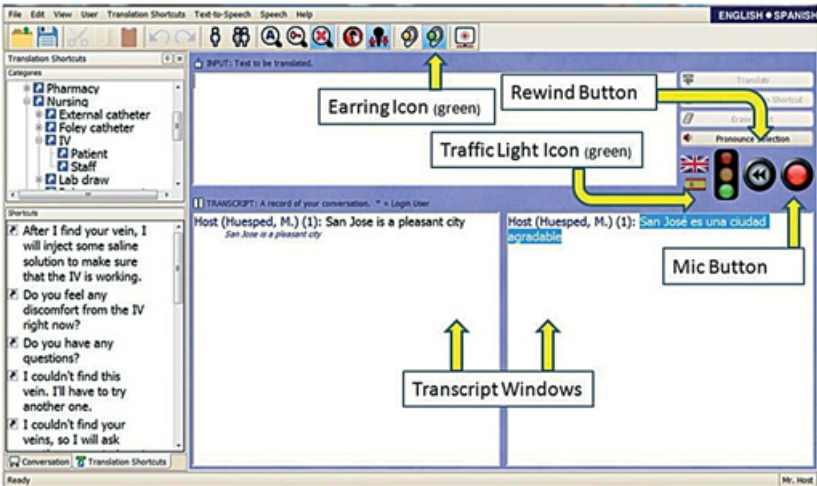 File Edit View User Translation Shortcuts Text-to-Speech Speech Help
ENGLISH • SPANISH
Translation Shortcuts
Categories
Pharmacy
Nursing
External catheter
Foley catheter
IV
Patient
Staff
Lab draw
Shortcuts
After I find your vein, I
will inject some saline
solution to make sure
that the IV is working.
Do you feel any
discomfort from the IV
right now?
Do you have any
questions?
I couldn't find this
vein. I'll have to try
another one.
I couldn't find your
veins, so I will ask
Conversation Translation Shortcuts
Ready
INPUT: Text to be translated.
Earring Icon (green)
Rewind Button
Traffic Light Icon (green)
Translate
Shortcut
Pronounce Selection
Mic Button
TRANSCRIPT: A record of your conversation. * = Login User
Host (Huesped, M.) (1): San Jose is a pleasant city
San Jose is a pleasant city
Host (Huesped, M.) (1): San José es una ciudad
agradable
Transcript Windows
Mr. Host